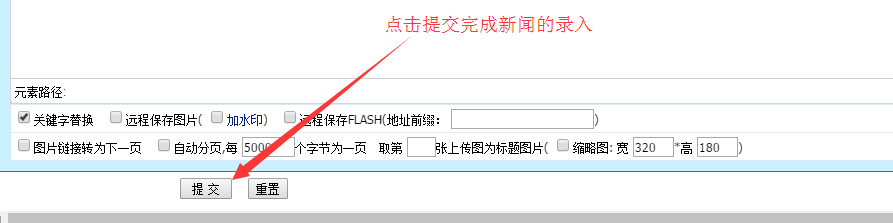 点击提交完成新闻的录入
元素路径:
关键字替换 远程保存图片( 加水印) 远程保存FLASH(地址前缀: )
图片链接转为下一页 自动分页,每 5000 个字节为一页 取第 张上传图为标题图片( 缩略图: 宽 320 *高 180 )
提交 重置